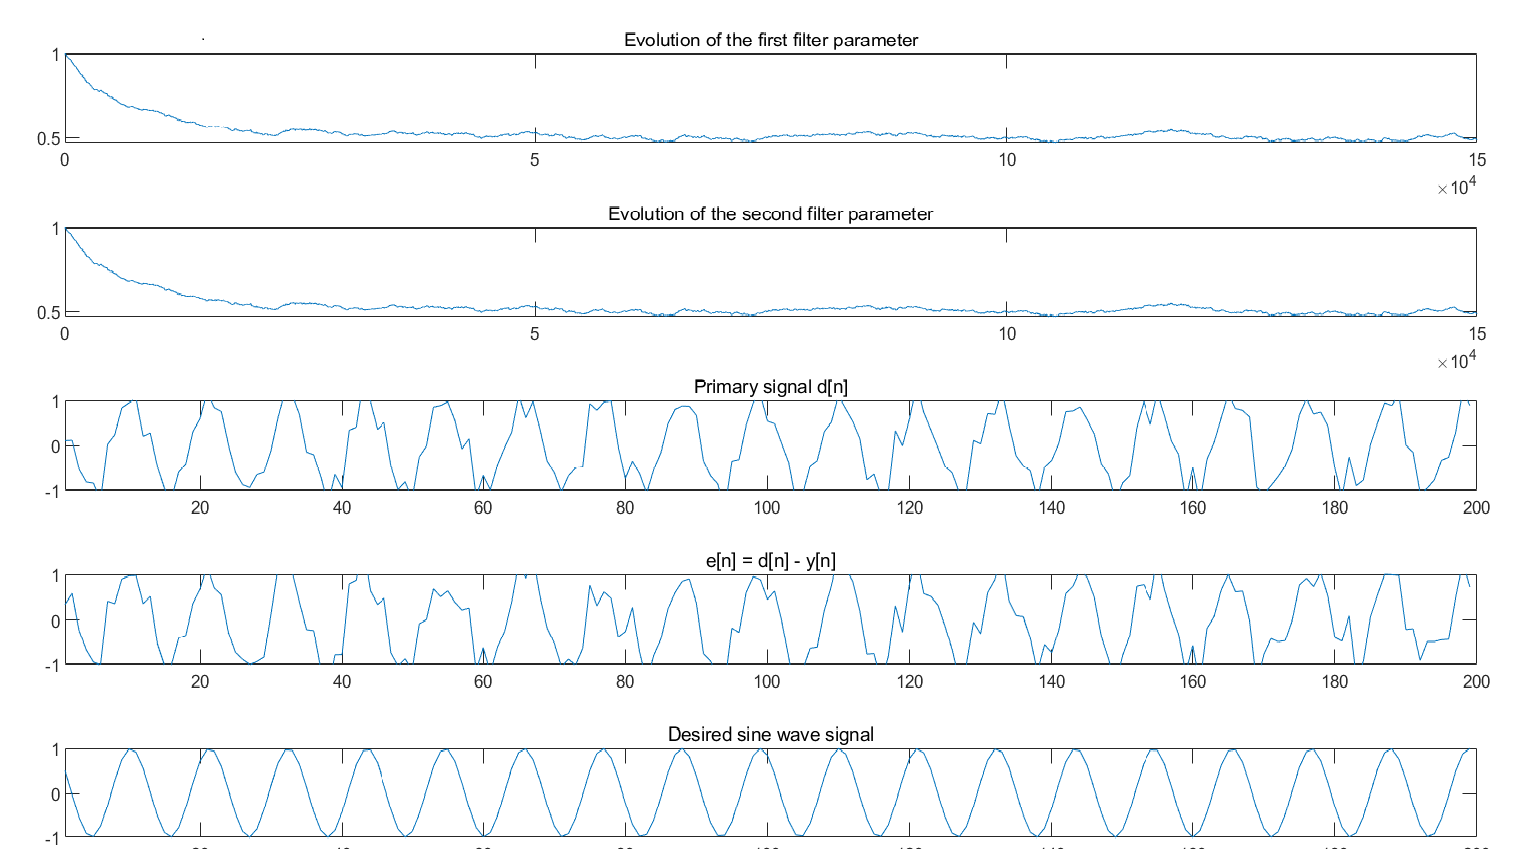 Evolution of the first filter parameter
1
0.5
0 5 10 15
×10^4
Evolution of the second filter parameter
1
0.5
0 5 10 15
×10^4
Primary signal d[n]
1
0
-1
20 40 60 80 100 120 140 160 180 200
e[n] = d[n] - y[n]
1
0
-1
20 40 60 80 100 120 140 160 180 200
Desired sine wave signal
1
0
-1